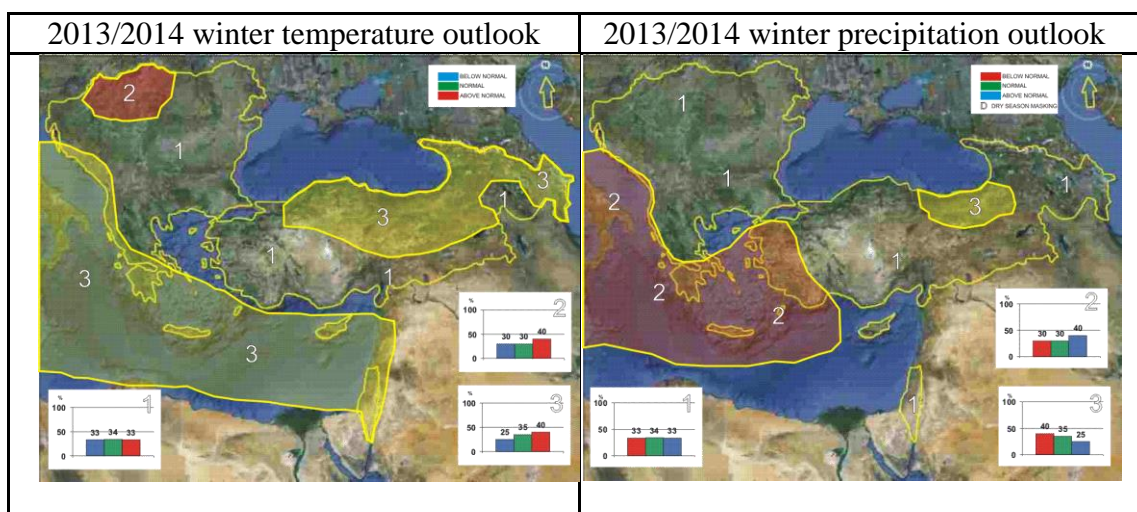 2013/2014 winter temperature outlook
2013/2014 winter precipitation outlook
BELOW NORMAL
NORMAL
ABOVE NORMAL
N
2
1
3
3
1
1
1
3
3
%
2
100
50
0
30 30 40
1
%
100
50
0
33 34 33
3
%
100
50
0
25 35 40
BELOW NORMAL
NORMAL
ABOVE NORMAL
D DRY SEASON MASKING
N
1
1
1
2
3
1
2
2
1
%
2
100
50
0
30 30 40
1
%
100
50
0
33 34 33
3
%
100
50
0
40 35 25